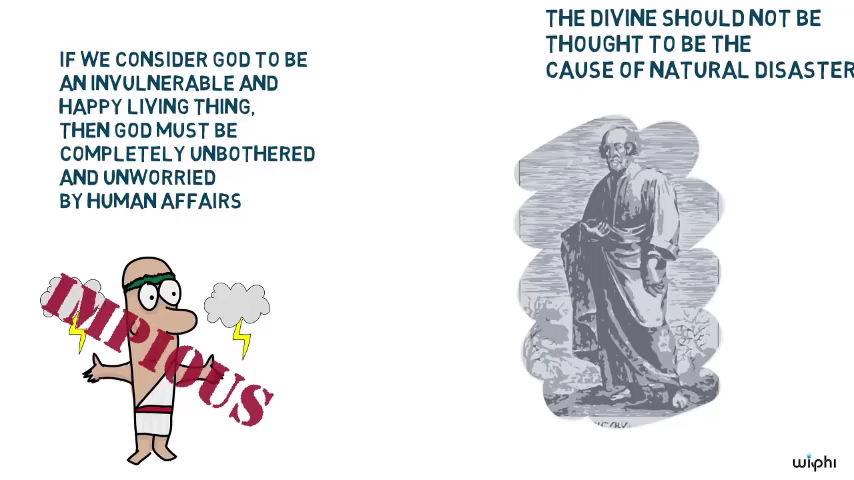 IF WE CONSIDER GOD TO BE
AN INVULNERABLE AND
HAPPY LIVING THING,
THEN GOD MUST BE
COMPLETELY UNBOTHERED
AND UNWORRIED
BY HUMAN AFFAIRS
IMPIOUS
THE DIVINE SHOULD NOT BE
THOUGHT TO BE THE
CAUSE OF NATURAL DISASTER
wiphi